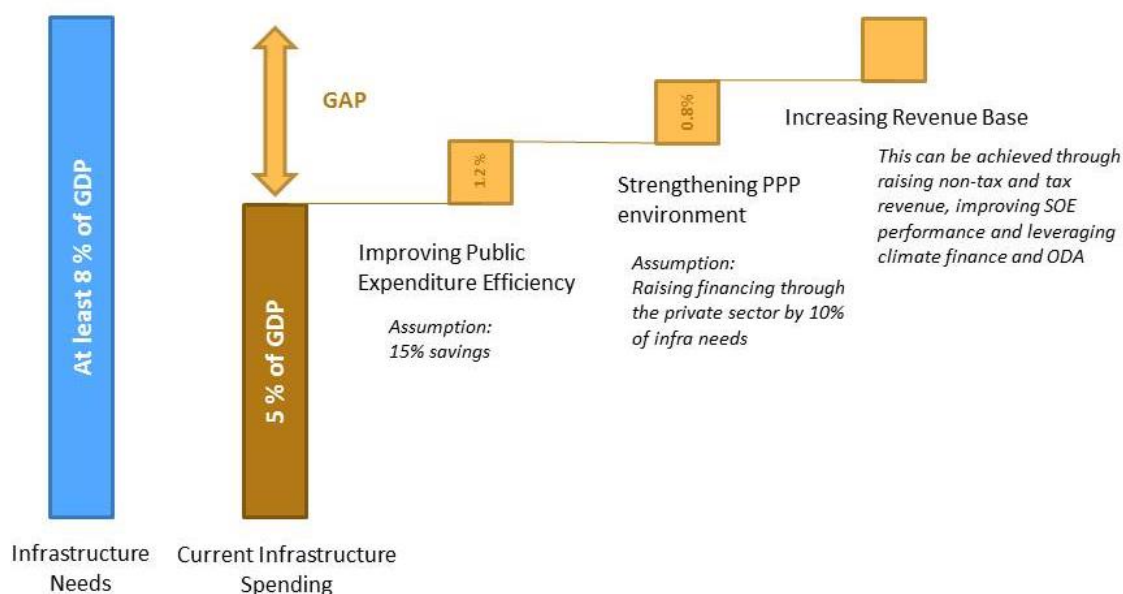 At least 8 % of GDP
Infrastructure
Needs
5 % of GDP
Current Infrastructure
Spending
GAP
1.2 %
Improving Public
Expenditure Efficiency
Assumption:
15% savings
0.8%
Strengthening PPP
environment
Assumption:
Raising financing through
the private sector by 10%
of infra needs
Increasing Revenue Base
This can be achieved through
raising non-tax and tax
revenue, improving SOE
performance and leveraging
climate finance and ODA